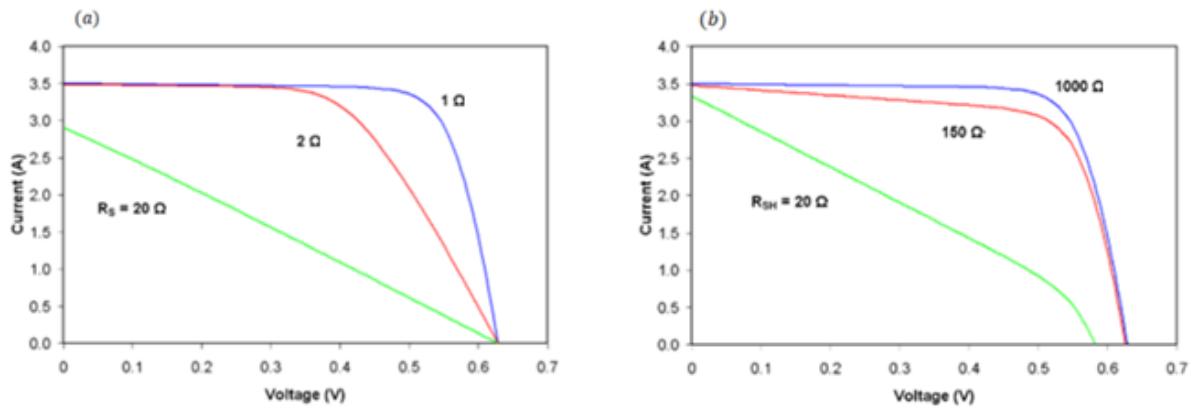 (a)
4.0
3.5
3.0
2.5
2.0
1.5
1.0
0.5
0.0
Current (A)
1 Ω
2 Ω
R_S = 20 Ω
0 0.1 0.2 0.3 0.4 0.5 0.6 0.7
Voltage (V)
(b)
4.0
3.5
3.0
2.5
2.0
1.5
1.0
0.5
0.0
Current (A)
1000 Ω
150 Ω
R_SH = 20 Ω
0 0.1 0.2 0.3 0.4 0.5 0.6 0.7
Voltage (V)